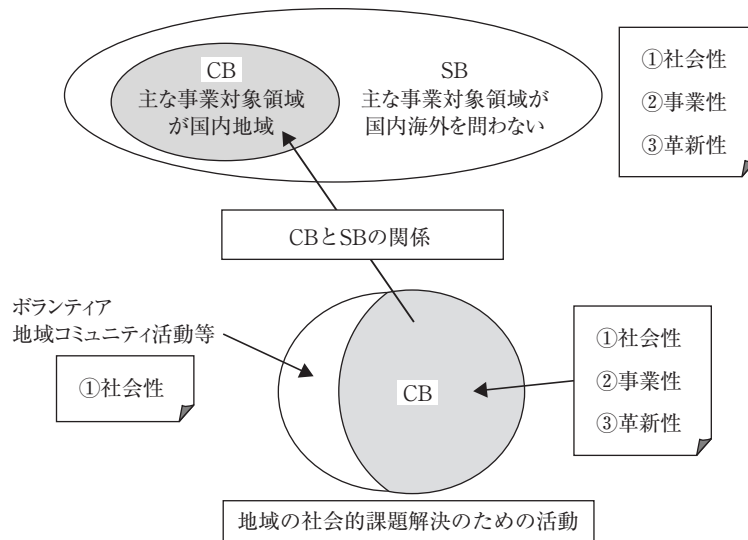 CB
主な事業対象領域
が国内地域
SB
主な事業対象領域が
国内海外を問わない
①社会性
②事業性
③革新性
CBとSBの関係
ボランティア
地域コミュニティ活動等
①社会性
CB
①社会性
②事業性
③革新性
地域の社会的課題解決のための活動